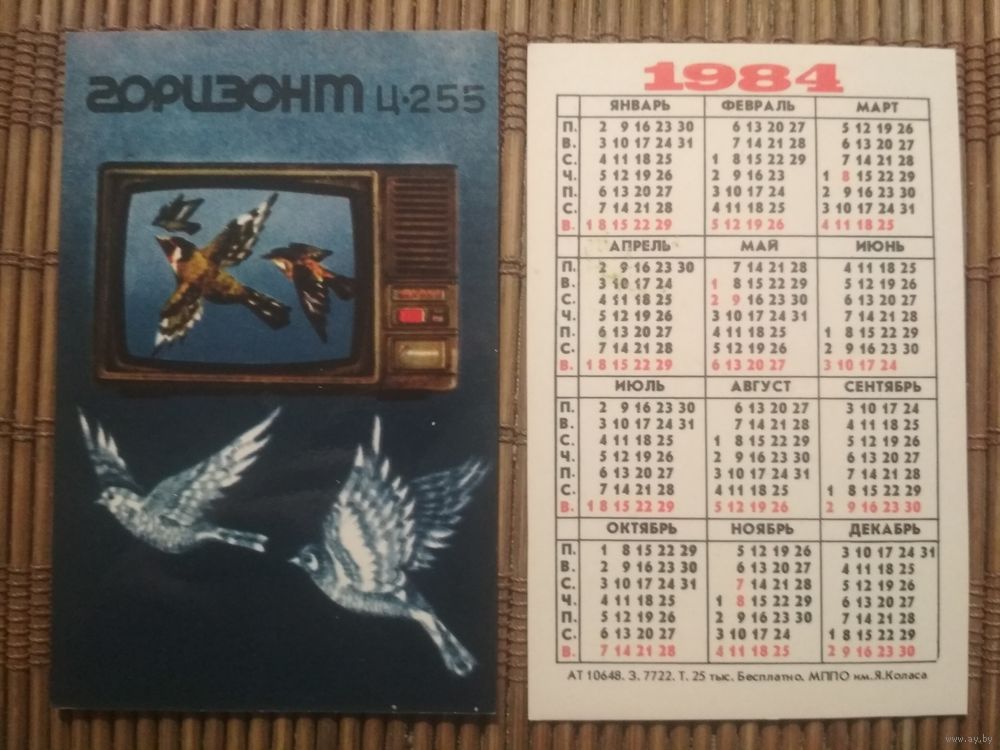 горизонт ц·255
1984
ЯНВАРЬ ФЕВРАЛЬ МАРТ
П. 2 9 16 23 30 6 13 20 27 5 12 19 26
В. 3 10 17 24 31 7 14 21 28 6 13 20 27
С. 4 11 18 25 1 8 15 22 29 7 14 21 28
Ч. 5 12 19 26 2 9 16 23 1 8 15 22 29
П. 6 13 20 27 3 10 17 24 2 9 16 23 30
С. 7 14 21 28 4 11 18 25 3 10 17 24 31
В. 1 8 15 22 29 5 12 19 26 4 11 18 25
АПРЕЛЬ МАЙ ИЮНЬ
П. 2 9 16 23 30 7 14 21 28 4 11 18 25
В. 3 10 17 24 1 8 15 22 29 5 12 19 26
С. 4 11 18 25 2 9 16 23 30 6 13 20 27
Ч. 5 12 19 26 3 10 17 24 31 7 14 21 28
П. 6 13 20 27 4 11 18 25 1 8 15 22 29
С. 7 14 21 28 5 12 19 26 2 9 16 23 30
В. 1 8 15 22 29 6 13 20 27 3 10 17 24
ИЮЛЬ АВГУСТ СЕНТЯБРЬ
П. 2 9 16 23 30 6 13 20 27 3 10 17 24
В. 3 10 17 24 31 7 14 21 28 4 11 18 25
С. 4 11 18 25 1 8 15 22 29 5 12 19 26
Ч. 5 12 19 26 2 9 16 23 30 6 13 20 27
П. 6 13 20 27 3 10 17 24 31 7 14 21 28
С. 7 14 21 28 4 11 18 25 1 8 15 22 29
В. 1 8 15 22 29 5 12 19 26 2 9 16 23 30
ОКТЯБРЬ НОЯБРЬ ДЕКАБРЬ
П. 1 8 15 22 29 5 12 19 26 3 10 17 24 31
В. 2 9 16 23 30 6 13 20 27 4 11 18 25
С. 3 10 17 24 31 7 14 21 28 5 12 19 26
Ч. 4 11 18 25 1 8 15 22 29 6 13 20 27
П. 5 12 19 26 2 9 16 23 30 7 14 21 28
С. 6 13 20 27 3 10 17 24 1 8 15 22 29
В. 7 14 21 28 4 11 18 25 2 9 16 23 30
АТ 10648. З. 7722. Т. 25 тыс. Бесплатно. МППО им.Я.Коласа
www.ay.by